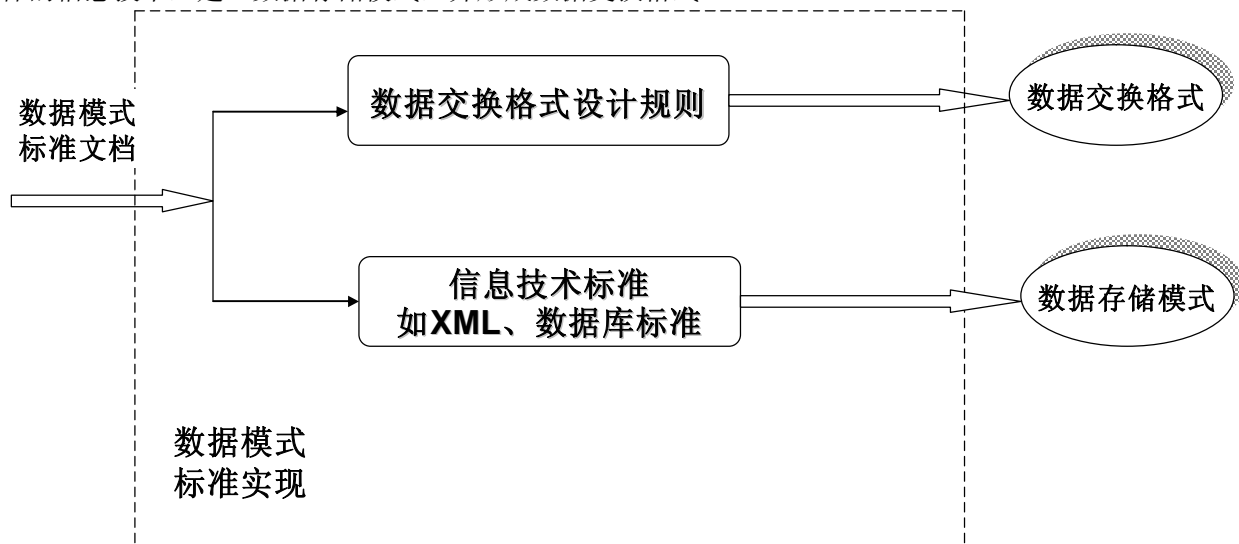 数据模式
标准文档
数据交换格式设计规则
数据交换格式
信息技术标准
如XML、数据库标准
数据存储模式
数据模式
标准实现